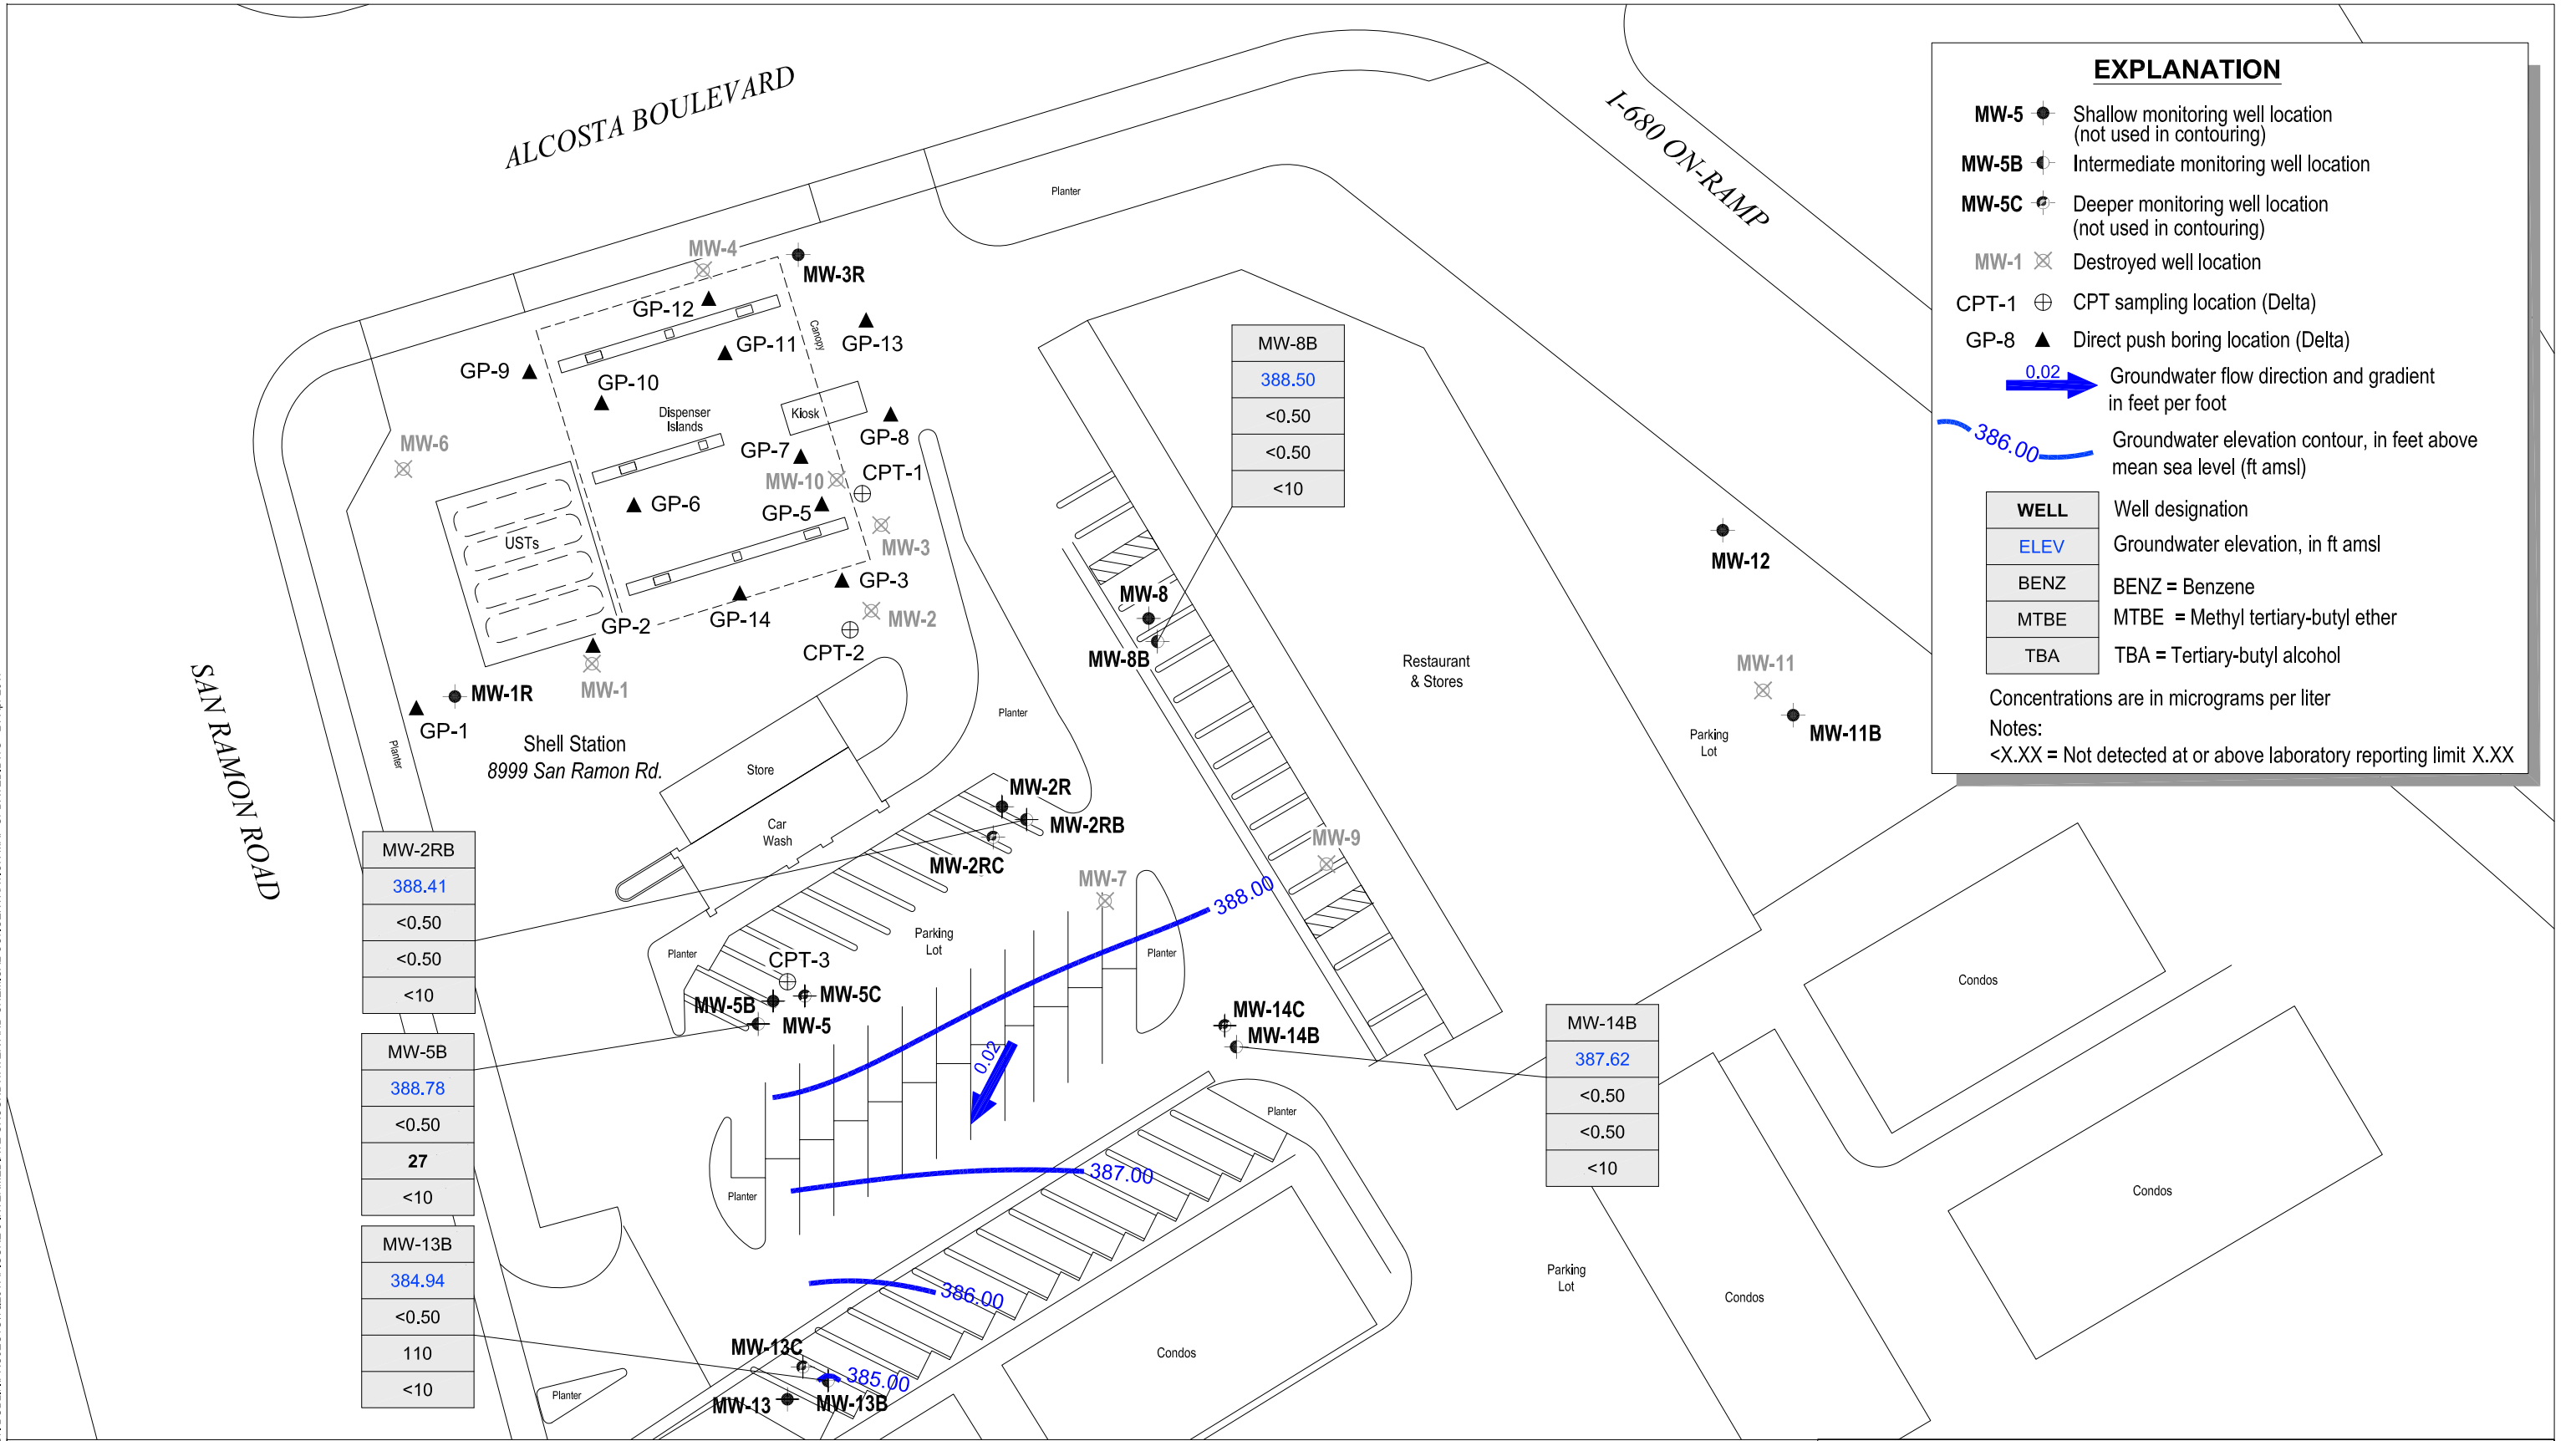 ALCOSTA BOULEVARD
I-680 ON-RAMP
SAN RAMON ROAD
EXPLANATION
MW-5
Shallow monitoring well location
(not used in contouring)
MW-5B
Intermediate monitoring well location
MW-5C
Deeper monitoring well location
(not used in contouring)
MW-1
Destroyed well location
CPT-1
CPT sampling location (Delta)
GP-8
Direct push boring location (Delta)
0.02
Groundwater flow direction and gradient
in feet per foot
386.00
Groundwater elevation contour, in feet above
mean sea level (ft amsl)
WELL
Well designation
ELEV
Groundwater elevation, in ft amsl
BENZ
BENZ = Benzene
MTBE
MTBE = Methyl tertiary-butyl ether
TBA
TBA = Tertiary-butyl alcohol
Concentrations are in micrograms per liter
Notes:
<X.XX = Not detected at or above laboratory reporting limit X.XX
Planter
MW-4
MW-3R
GP-12
Canopy
GP-11
GP-13
GP-9
GP-10
Dispenser
Islands
Kiosk
GP-8
MW-6
GP-7
CPT-1
MW-10
GP-6
GP-5
USTs
MW-3
GP-3
GP-2
GP-14
MW-2
CPT-2
MW-1
MW-1R
GP-1
Planter
Shell Station
8999 San Ramon Rd.
Store
Car
Wash
Planter
MW-8B
388.50
<0.50
<0.50
<10
MW-8
MW-8B
Restaurant
& Stores
MW-12
MW-11
MW-11B
Parking
Lot
MW-2R
MW-2RB
MW-2RC
MW-9
MW-7
388.00
MW-2RB
388.41
<0.50
<0.50
<10
Planter
Parking
Lot
Planter
CPT-3
MW-5C
MW-5B
MW-5
MW-14C
MW-14B
Condos
MW-5B
388.78
<0.50
27
<10
0.02
MW-14B
387.62
<0.50
<0.50
<10
Planter
387.00
Planter
Condos
MW-13B
384.94
<0.50
110
<10
386.00
Parking
Lot
Condos
MW-13C
385.00
Condos
Planter
MW-13
MW-13B